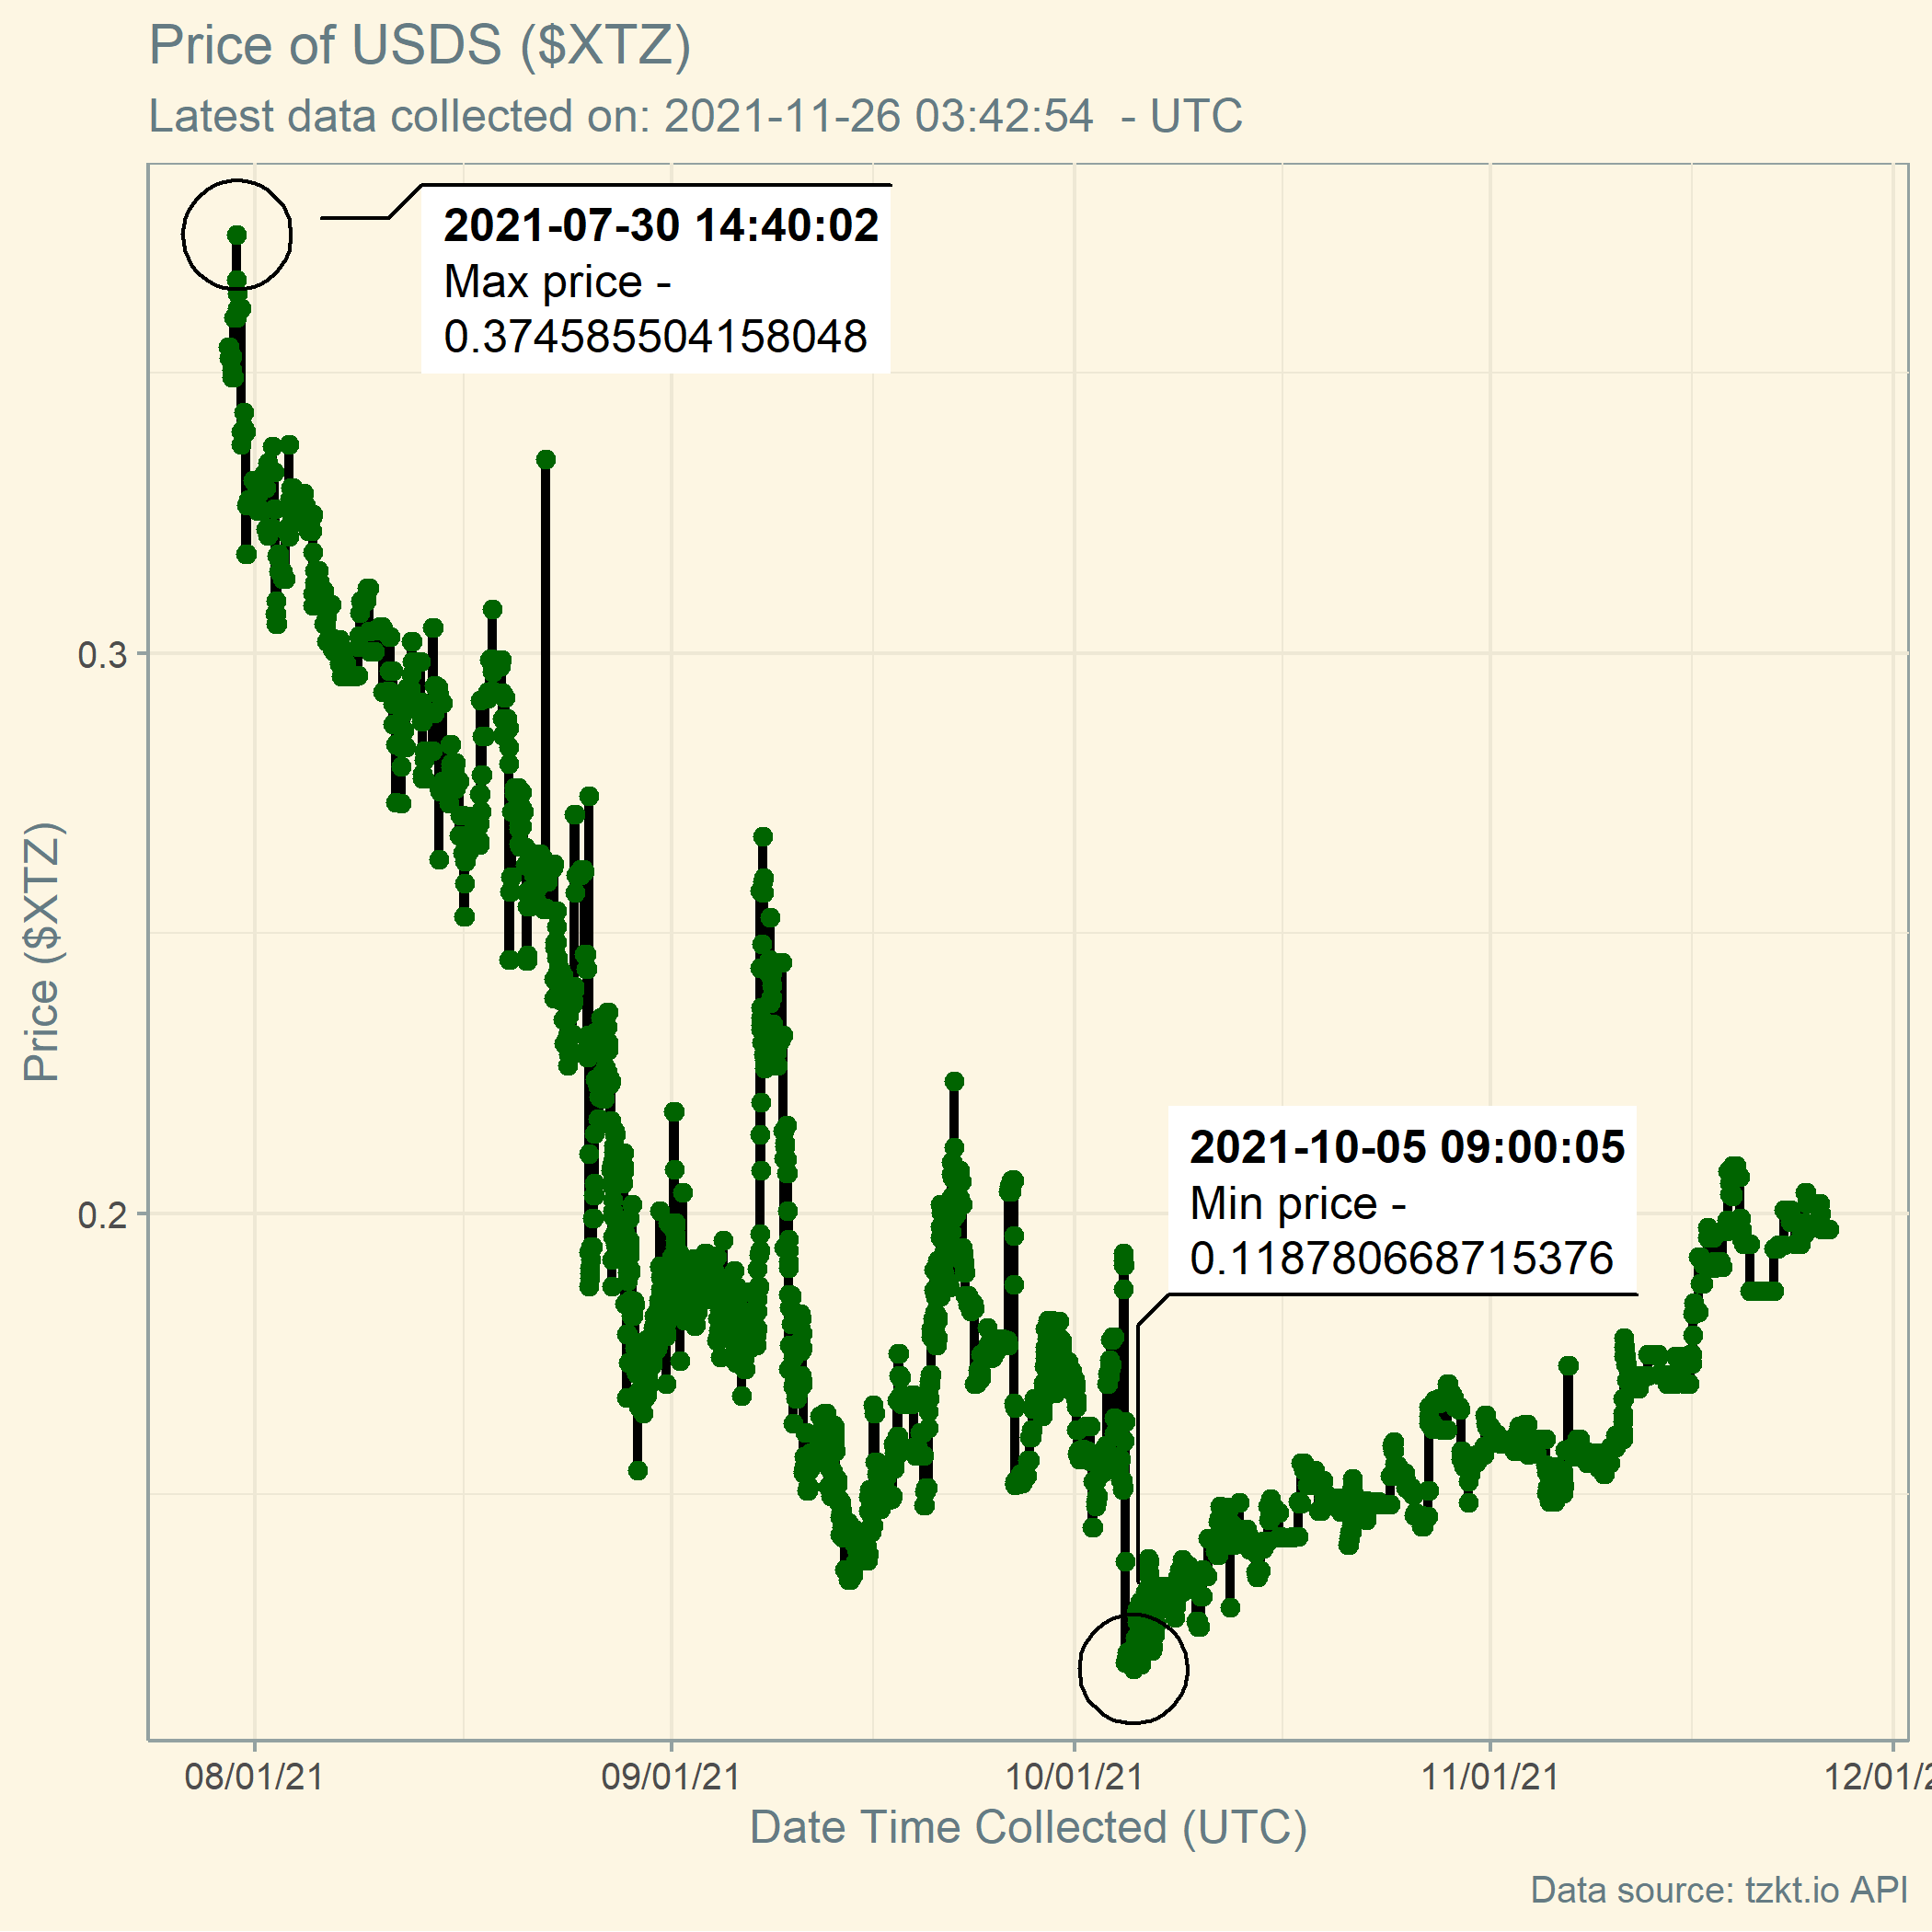 Price of USDS ($XTZ)
Latest data collected on: 2021-11-26 03:42:54  - UTC
2021-07-30 14:40:02
Max price -
0.374585504158048
0.3
Price ($XTZ)
2021-10-05 09:00:05
Min price -
0.118780668715376
0.2
08/01/21
09/01/21
10/01/21
11/01/21
12/01/2
Date Time Collected (UTC)
Data source: tzkt.io API